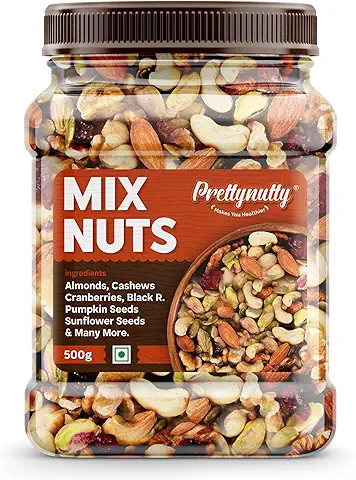 MIX
NUTS
Prettynutty®
(Makes You Healthier)
ingredients
Almonds, Cashews
Cranberries, Black R.
Pumpkin Seeds
Sunflower Seeds
& Many More.
500g